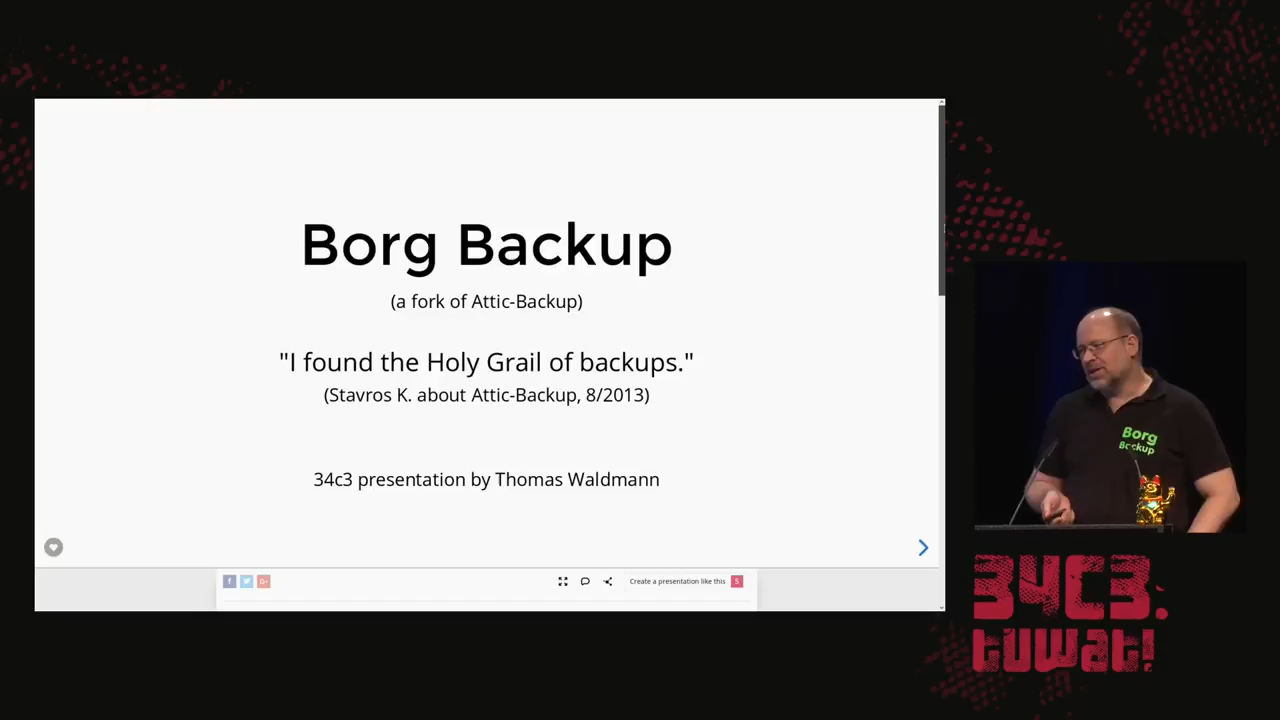 Borg Backup
(a fork of Attic-Backup)
"I found the Holy Grail of backups."
(Stavros K. about Attic-Backup, 8/2013)
34c3 presentation by Thomas Waldmann
f
G+
Create a presentation like this
S
Borg
Backup
34C3.
tuwat!